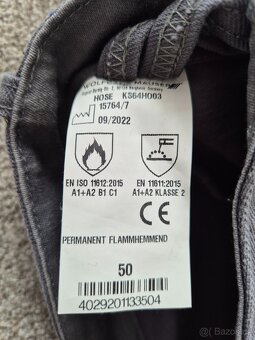 HOSE KS64HO03
15764/7
09/2022
EN ISO 11612:2015
A1+A2 B1 C1
EN 11611:2015
A1+A2 KLASSE 2
CE
PERMANENT FLAMMHEMMEND
50
4029201133504